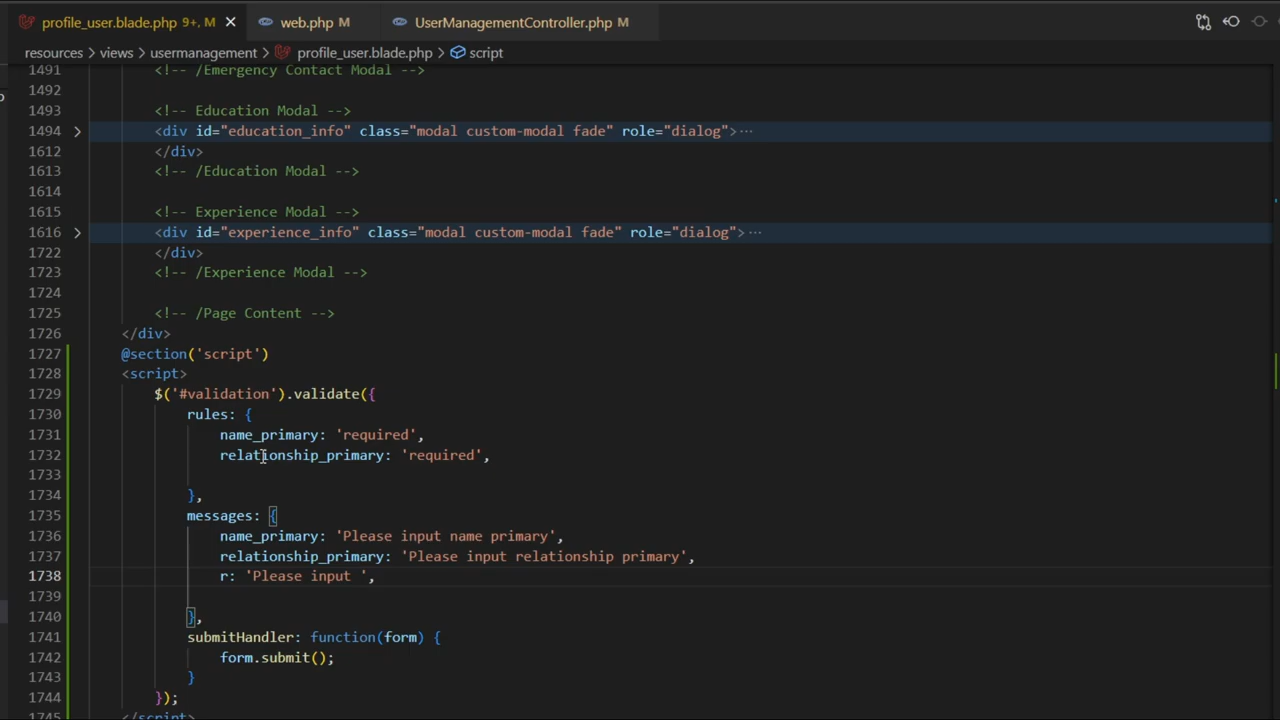 profile_user.blade.php 9+, M web.php M UserManagementController.php M
resources > views > usermanagement > profile_user.blade.php > script
1491 <!-- /Emergency Contact Modal -->
1492
1493 <!-- Education Modal -->
1494 <div id="education_info" class="modal custom-modal fade" role="dialog">···
1612 </div>
1613 <!-- /Education Modal -->
1614
1615 <!-- Experience Modal -->
1616 <div id="experience_info" class="modal custom-modal fade" role="dialog">···
1722 </div>
1723 <!-- /Experience Modal -->
1724
1725 <!-- /Page Content -->
1726 </div>
1727 @section('script')
1728 <script>
1729 $('#validation').validate({
1730 rules: {
1731 name_primary: 'required',
1732 relationship_primary: 'required',
1733
1734 },
1735 messages: {
1736 name_primary: 'Please input name primary',
1737 relationship_primary: 'Please input relationship primary',
1738 r: 'Please input ',
1739
1740 },
1741 submitHandler: function(form) {
1742 form.submit();
1743 }
1744 });
1745 </script>